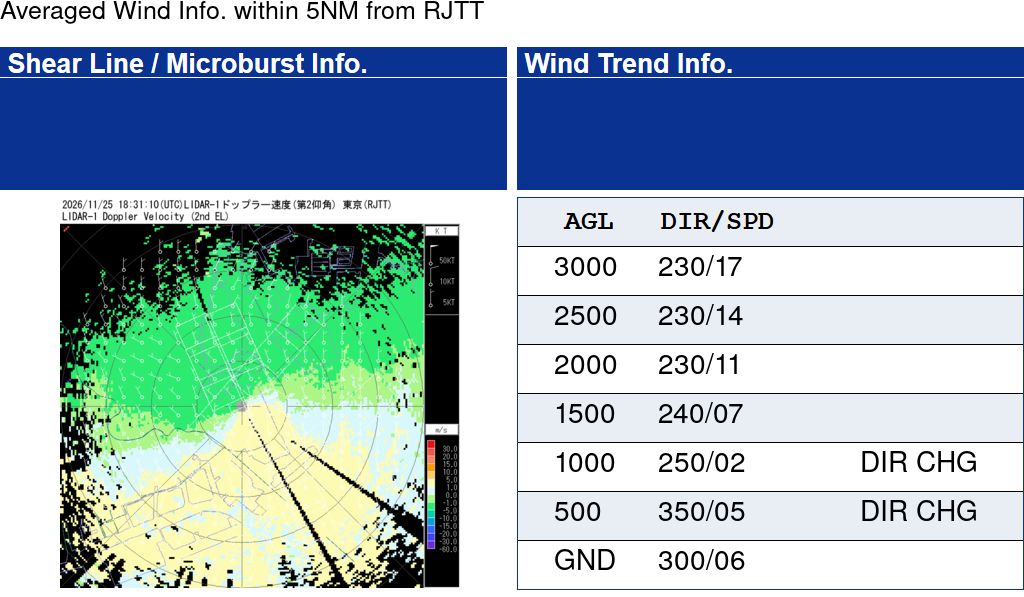 Averaged Wind Info. within 5NM from RJTT
Shear Line / Microburst Info.
Wind Trend Info.
2026/11/25 18:31:10(UTC)LIDAR-1ドップラー速度(第2仰角) 東京(RJTT)
LIDAR-1 Doppler Velocity (2nd EL)
K T
50KT
10KT
5KT
m/s
30.0
20.0
15.0
10.0
5.0
1.0
0.0
-1.0
-5.0
-10.0
-15.0
-20.0
-30.0
-60.0
AGL DIR/SPD
3000 230/17
2500 230/14
2000 230/11
1500 240/07
1000 250/02 DIR CHG
500 350/05 DIR CHG
GND 300/06